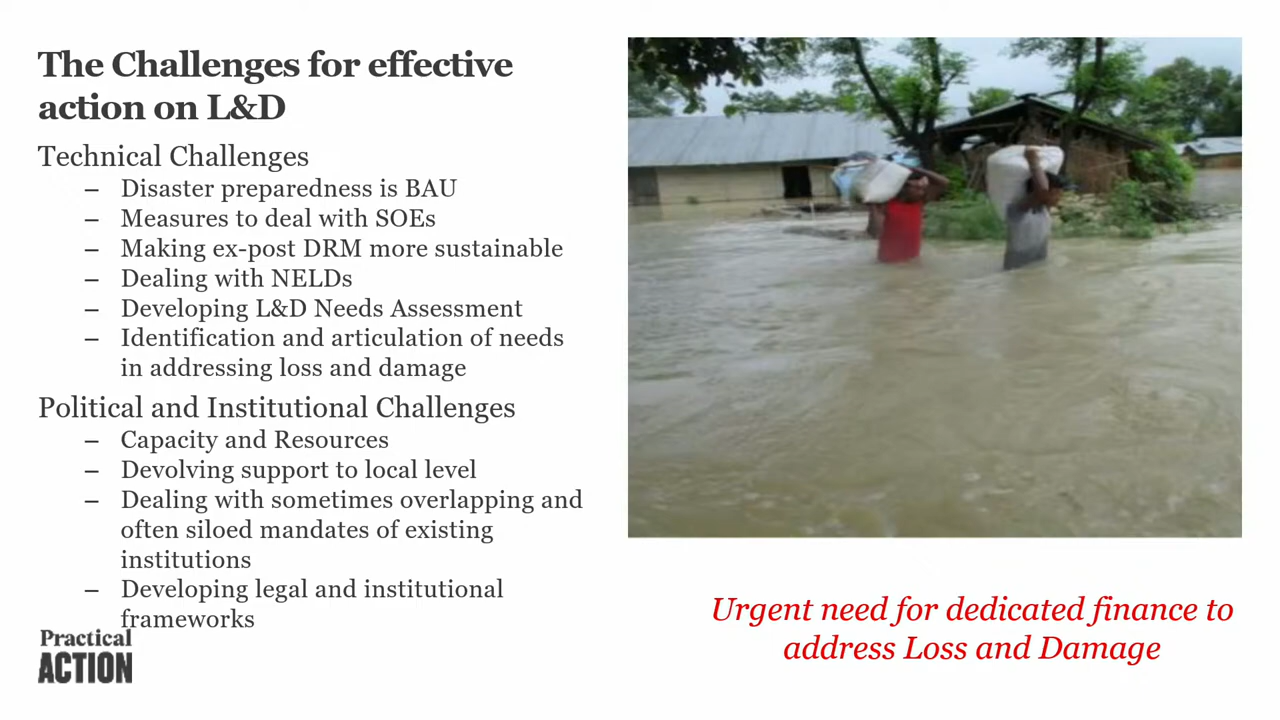 The Challenges for effective
action on L&D
Technical Challenges
– Disaster preparedness is BAU
– Measures to deal with SOEs
– Making ex-post DRM more sustainable
– Dealing with NELDs
– Developing L&D Needs Assessment
– Identification and articulation of needs
in addressing loss and damage
Political and Institutional Challenges
– Capacity and Resources
– Devolving support to local level
– Dealing with sometimes overlapping and
often siloed mandates of existing
institutions
– Developing legal and institutional
frameworks
Practical
ACTION
Urgent need for dedicated finance to
address Loss and Damage